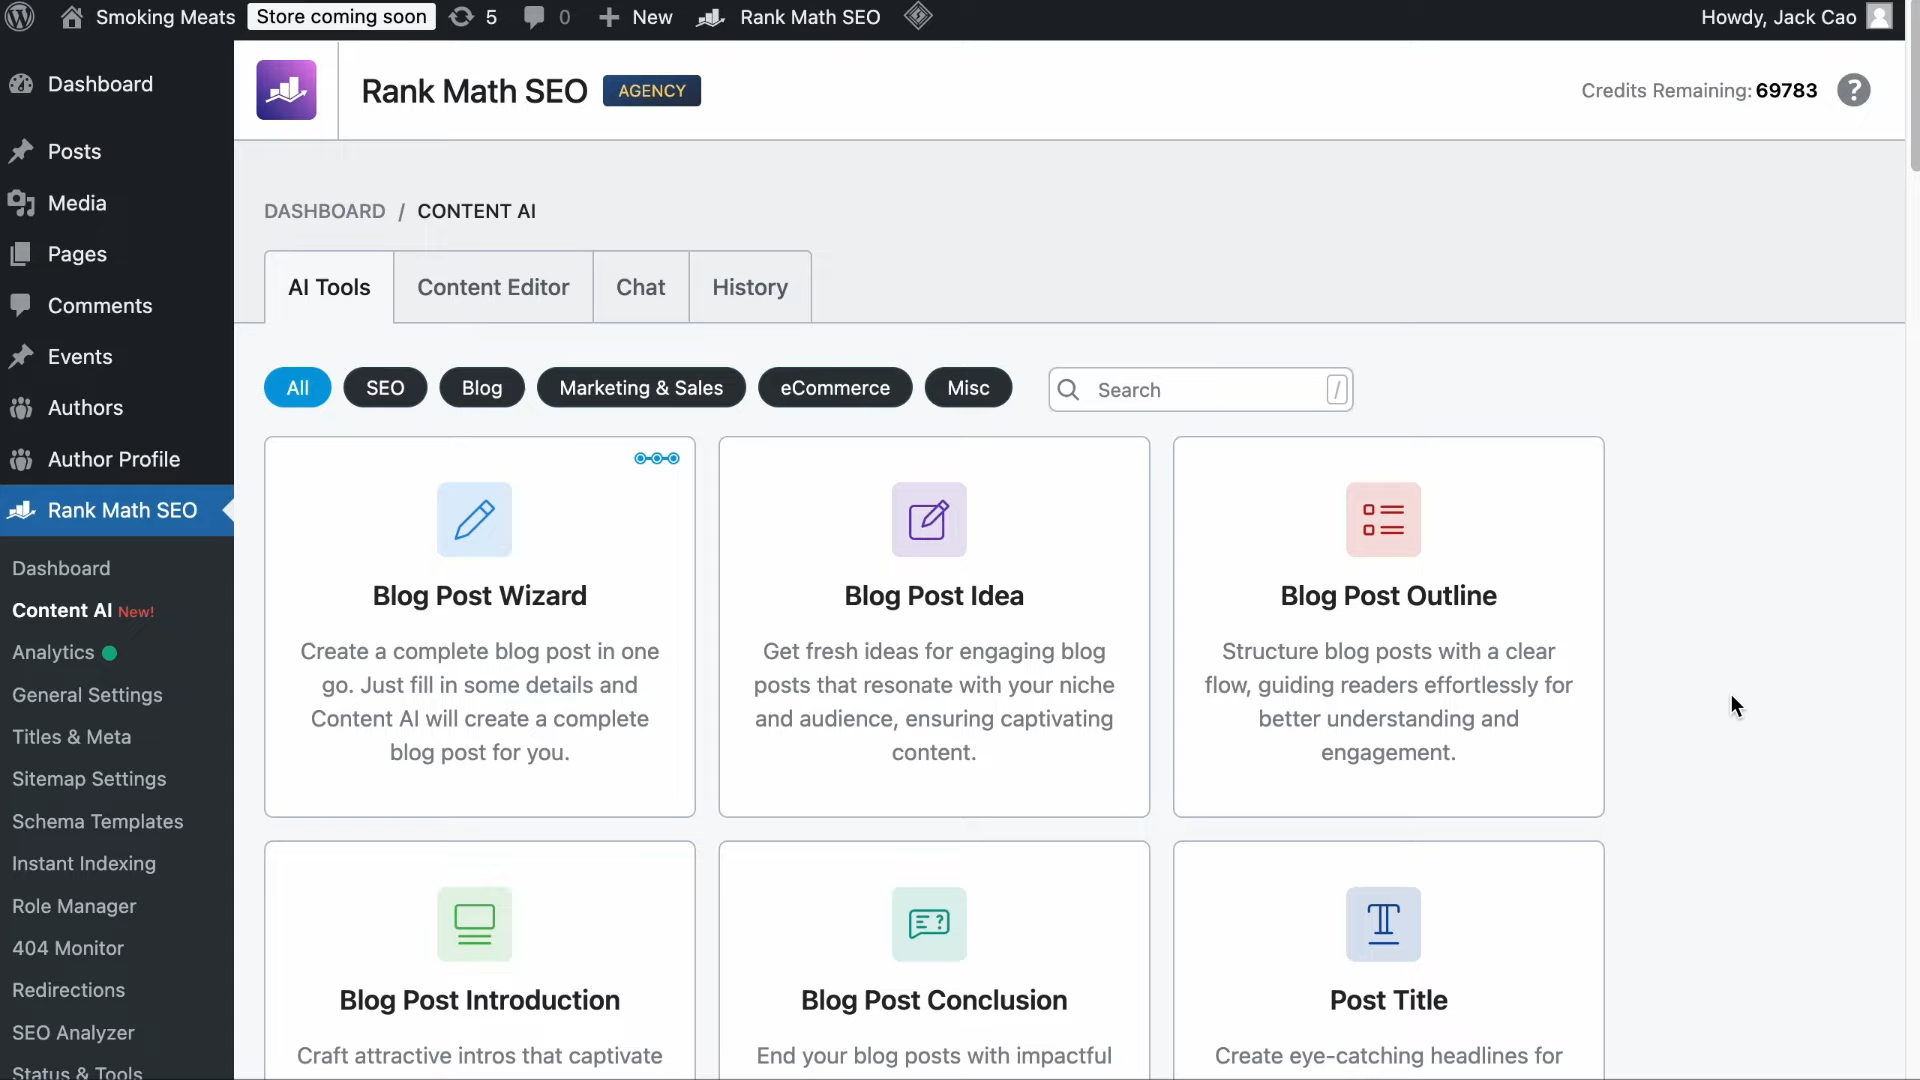 Smoking Meats
Store coming soon
5
0
New
Rank Math SEO
Howdy, Jack Cao
Dashboard
Posts
Media
Pages
Comments
Events
Authors
Author Profile
Rank Math SEO
Dashboard
Content AI New!
Analytics
General Settings
Titles & Meta
Sitemap Settings
Schema Templates
Instant Indexing
Role Manager
404 Monitor
Redirections
SEO Analyzer
Status & Tools
Rank Math SEO
AGENCY
Credits Remaining: 69783
?
DASHBOARD / CONTENT AI
AI Tools
Content Editor
Chat
History
All
SEO
Blog
Marketing & Sales
eCommerce
Misc
Search
/
Blog Post Wizard
Create a complete blog post in one
go. Just fill in some details and
Content AI will create a complete
blog post for you.
Blog Post Idea
Get fresh ideas for engaging blog
posts that resonate with your niche
and audience, ensuring captivating
content.
Blog Post Outline
Structure blog posts with a clear
flow, guiding readers effortlessly for
better understanding and
engagement.
Blog Post Introduction
Craft attractive intros that captivate
Blog Post Conclusion
End your blog posts with impactful
Post Title
Create eye-catching headlines for